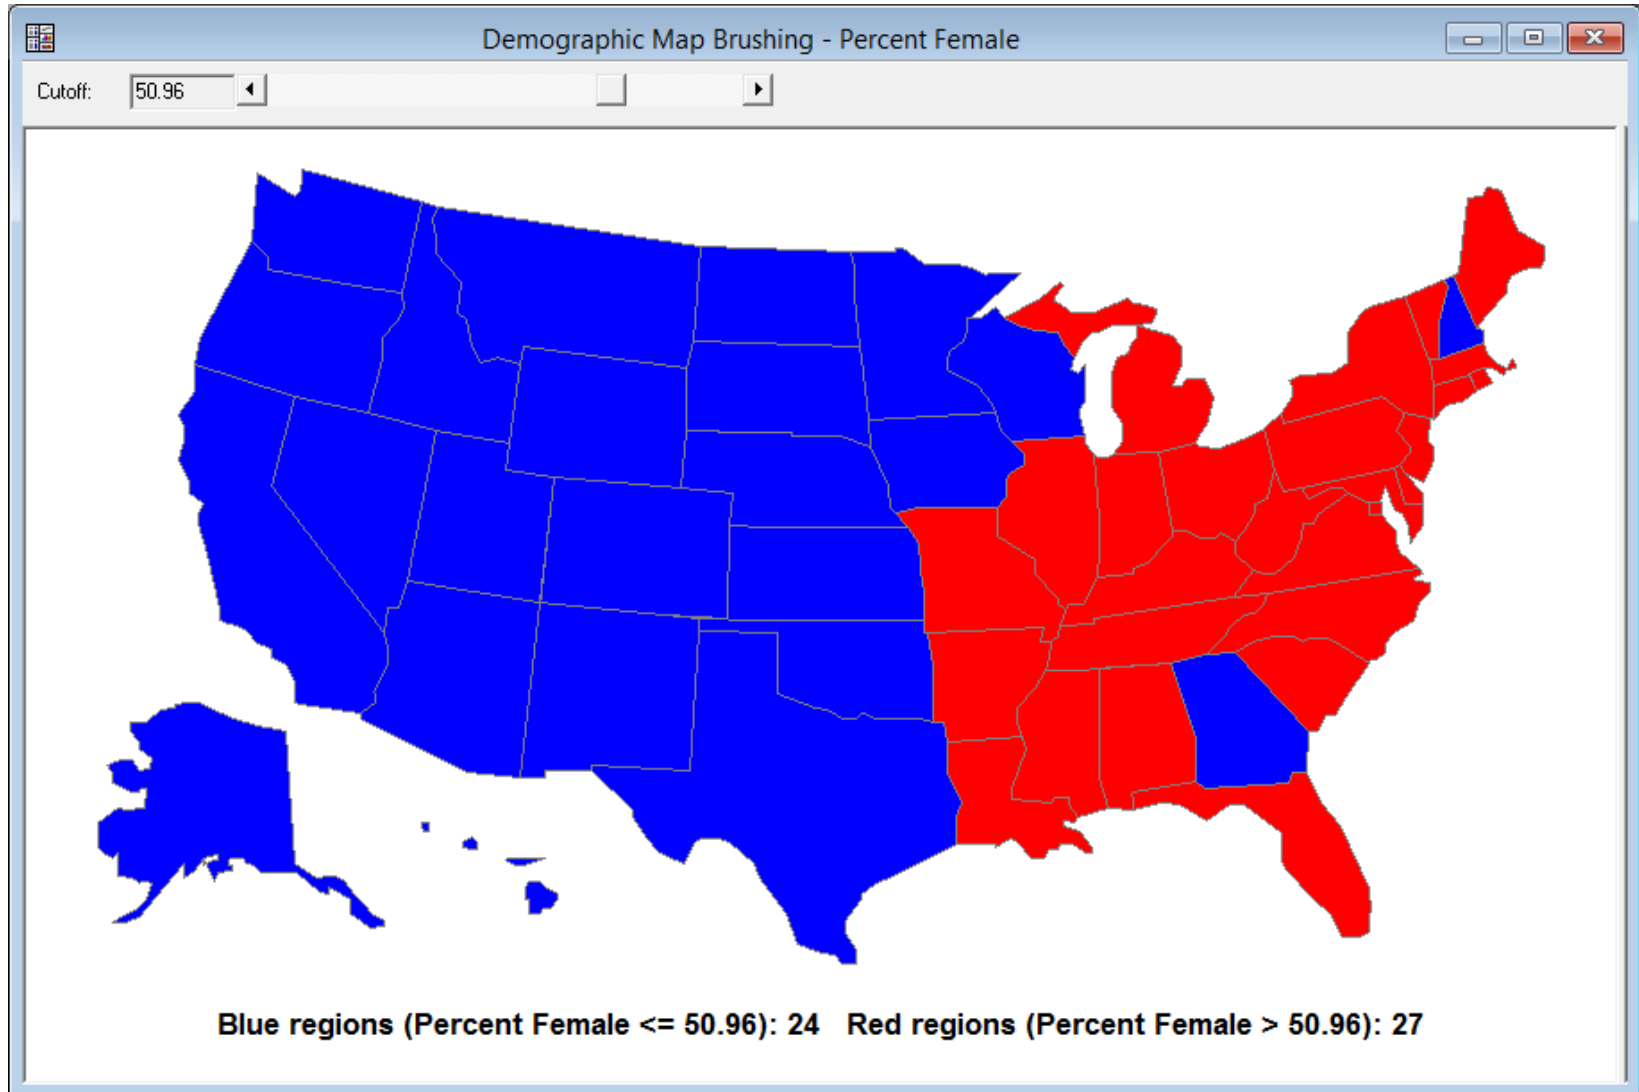 Demographic Map Brushing - Percent Female
Cutoff: 50.96
Blue regions (Percent Female <= 50.96): 24 Red regions (Percent Female > 50.96): 27